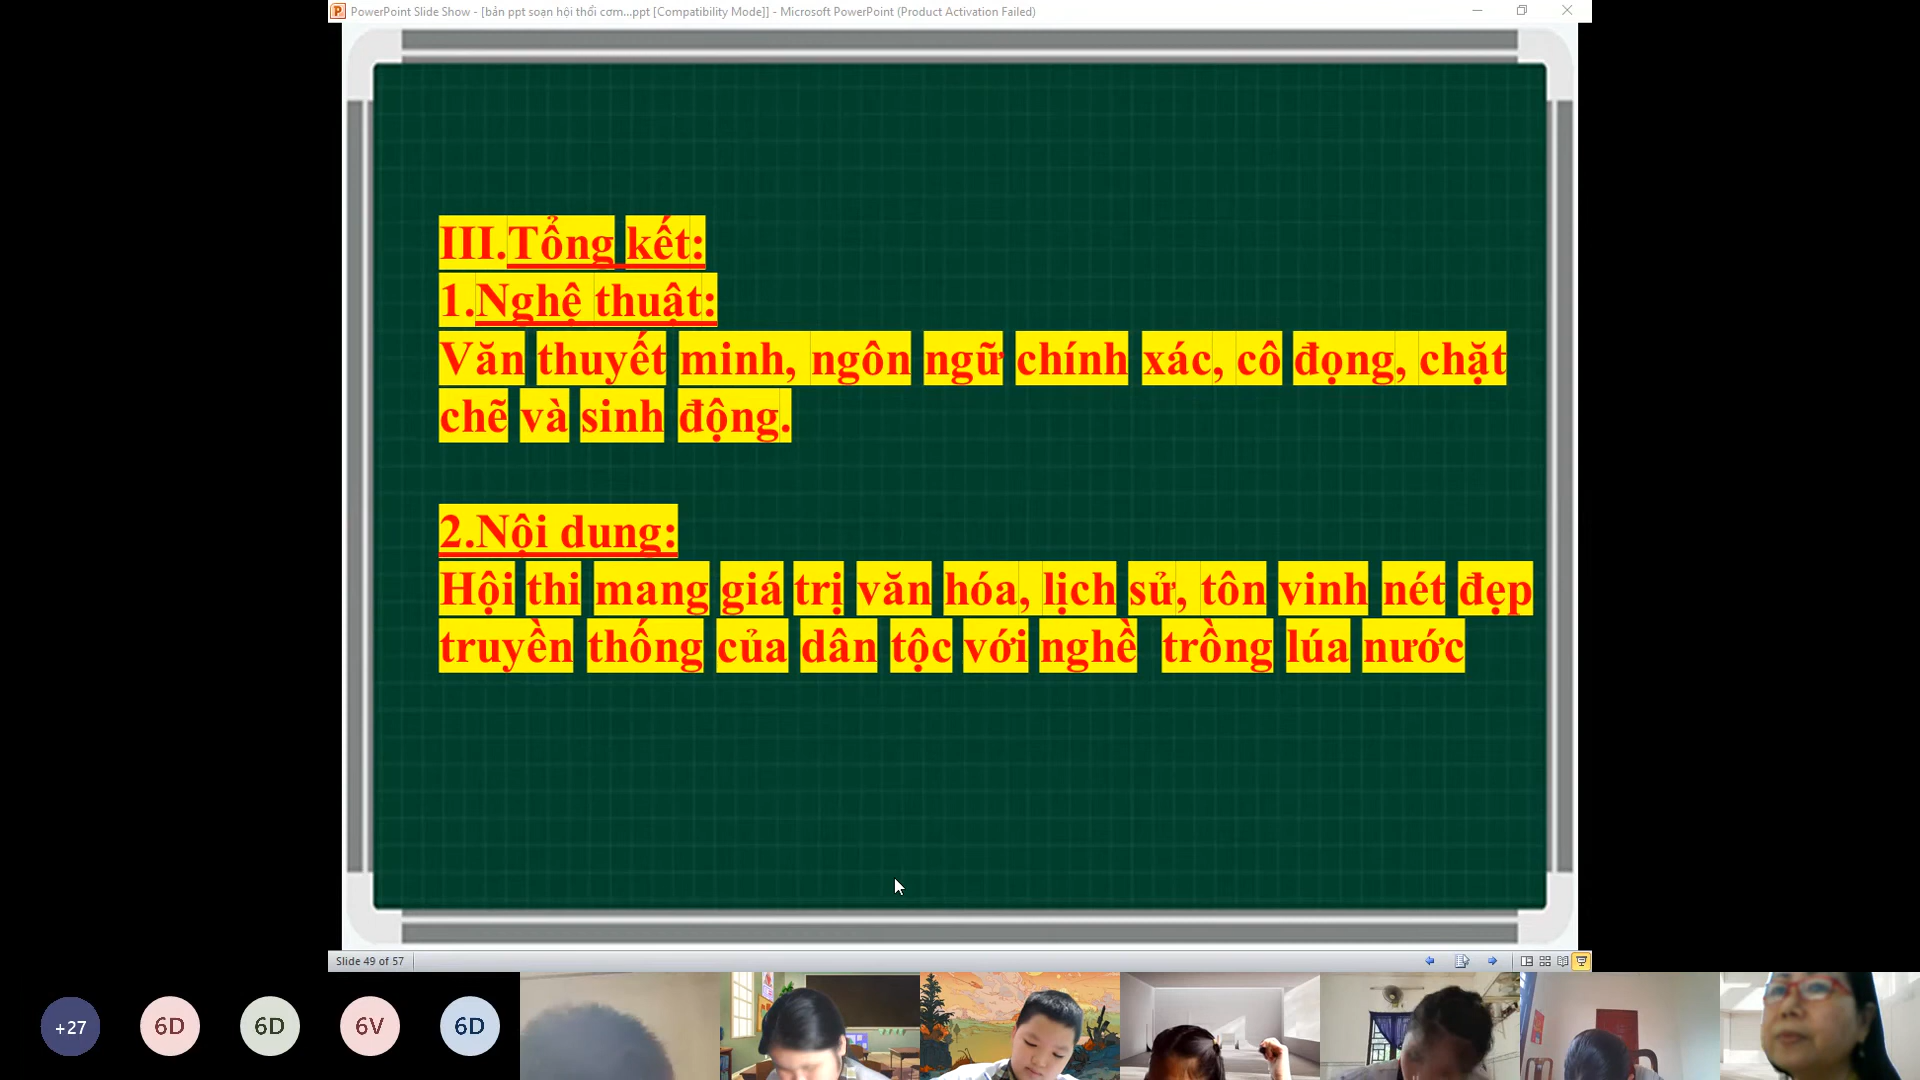 PowerPoint Slide Show - [bản ppt soạn hội thổi cơm...ppt [Compatibility Mode]] - Microsoft PowerPoint (Product Activation Failed)
III.Tổng kết:
1.Nghệ thuật:
Văn thuyết minh, ngôn ngữ chính xác, cô đọng, chặt
chẽ và sinh động.
2.Nội dung:
Hội thi mang giá trị văn hóa, lịch sử, tôn vinh nét đẹp
truyền thống của dân tộc với nghề trồng lúa nước
Slide 49 of 57
+27 6D 6D 6V 6D